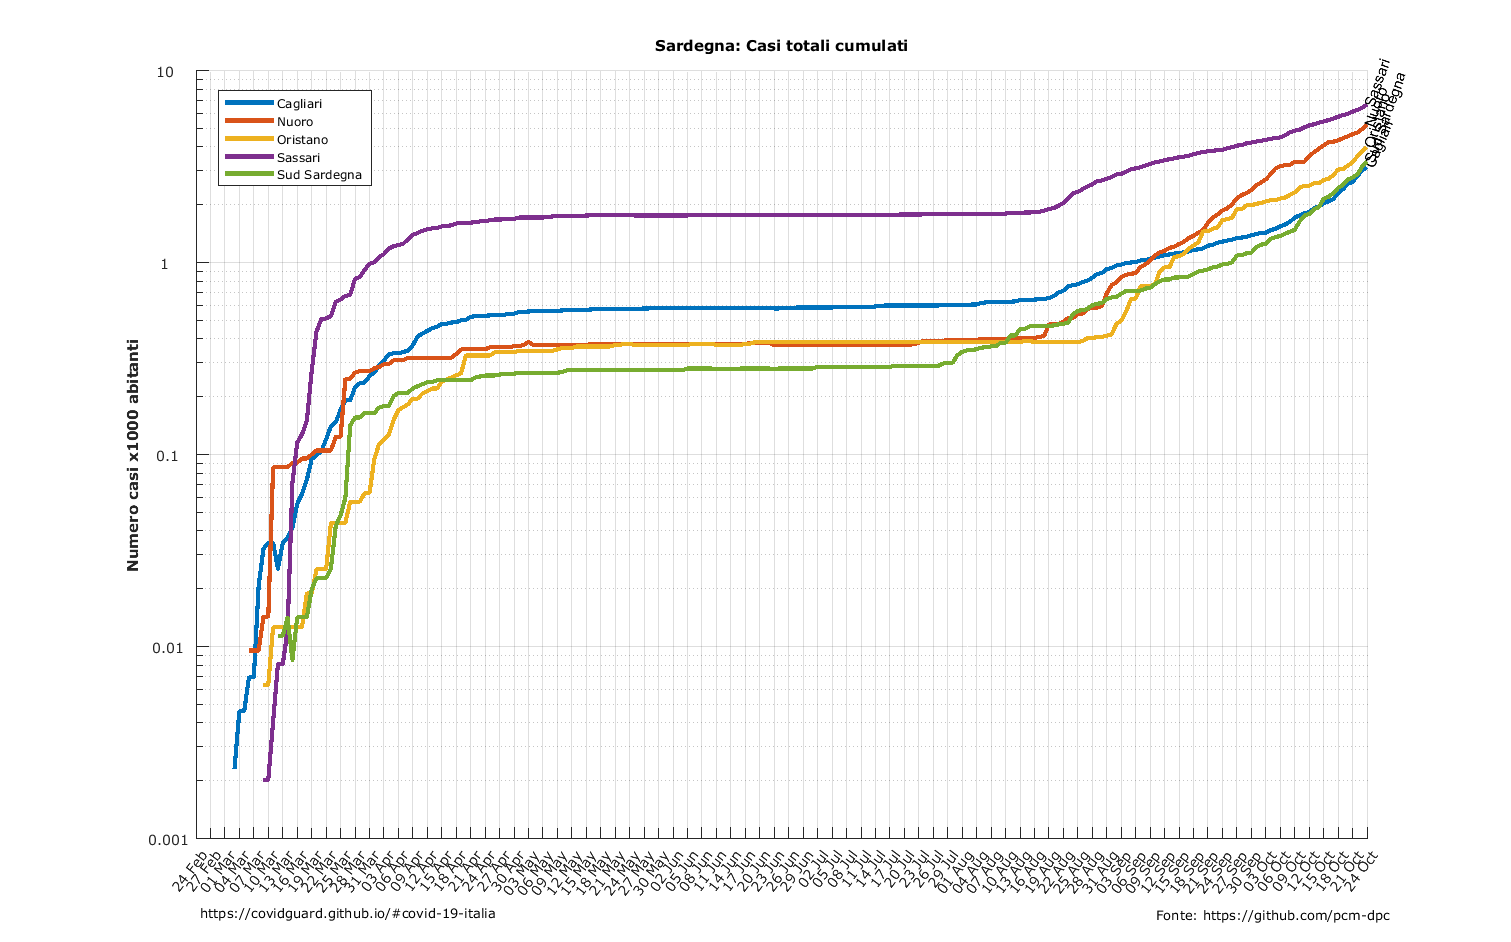 Sardegna: Casi totali cumulati
10
1
0.1
0.01
0.001
Numero casi x1000 abitanti
Cagliari
Nuoro
Oristano
Sassari
Sud Sardegna
Sassari
Nuoro
Oristano
Sud Sardegna
Cagliari
24 Feb
27 Feb
01 Mar
04 Mar
07 Mar
10 Mar
13 Mar
16 Mar
19 Mar
22 Mar
25 Mar
28 Mar
31 Mar
03 Apr
06 Apr
09 Apr
12 Apr
15 Apr
18 Apr
21 Apr
24 Apr
27 Apr
30 Apr
03 May
06 May
09 May
12 May
15 May
18 May
21 May
24 May
27 May
30 May
02 Jun
05 Jun
08 Jun
11 Jun
14 Jun
17 Jun
20 Jun
23 Jun
26 Jun
29 Jun
02 Jul
05 Jul
08 Jul
11 Jul
14 Jul
17 Jul
20 Jul
23 Jul
26 Jul
29 Jul
01 Aug
04 Aug
07 Aug
10 Aug
13 Aug
16 Aug
19 Aug
22 Aug
25 Aug
28 Aug
31 Aug
03 Sep
06 Sep
09 Sep
12 Sep
15 Sep
18 Sep
21 Sep
24 Sep
27 Sep
30 Sep
03 Oct
06 Oct
09 Oct
12 Oct
15 Oct
18 Oct
21 Oct
24 Oct
https://covidguard.github.io/#covid-19-italia
Fonte: https://github.com/pcm-dpc